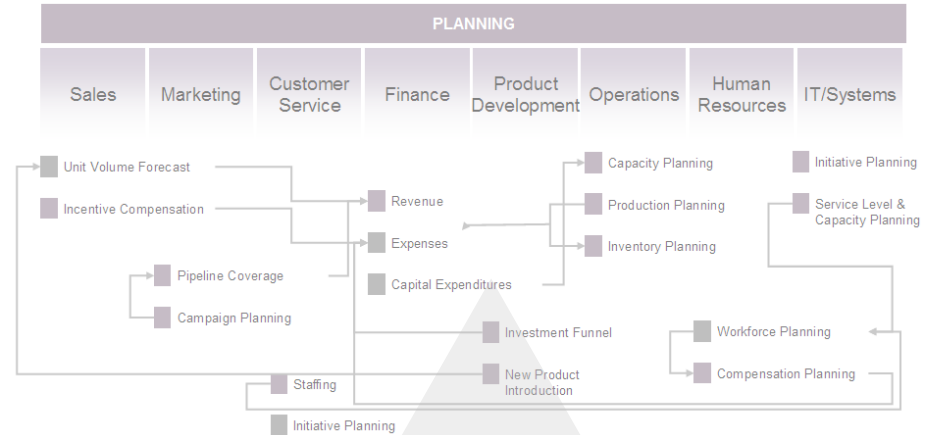 PLANNING
Sales
Marketing
Customer
Service
Finance
Product
Development
Operations
Human
Resources
IT/Systems
Unit Volume Forecast
Incentive Compensation
Pipeline Coverage
Campaign Planning
Staffing
Initiative Planning
Revenue
Expenses
Capital Expenditures
Investment Funnel
New Product
Introduction
Capacity Planning
Production Planning
Inventory Planning
Workforce Planning
Compensation Planning
Initiative Planning
Service Level &
Capacity Planning